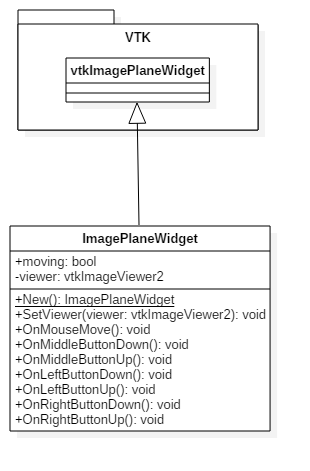 VTK
vtkImagePlaneWidget
ImagePlaneWidget
+moving: bool
-viewer: vtkImageViewer2
+New(): ImagePlaneWidget
+SetViewer(viewer: vtkImageViewer2): void
+OnMouseMove(): void
+OnMiddleButtonDown(): void
+OnMiddleButtonUp(): void
+OnLeftButtonDown(): void
+OnLeftButtonUp(): void
+OnRightButtonDown(): void
+OnRightButtonUp(): void